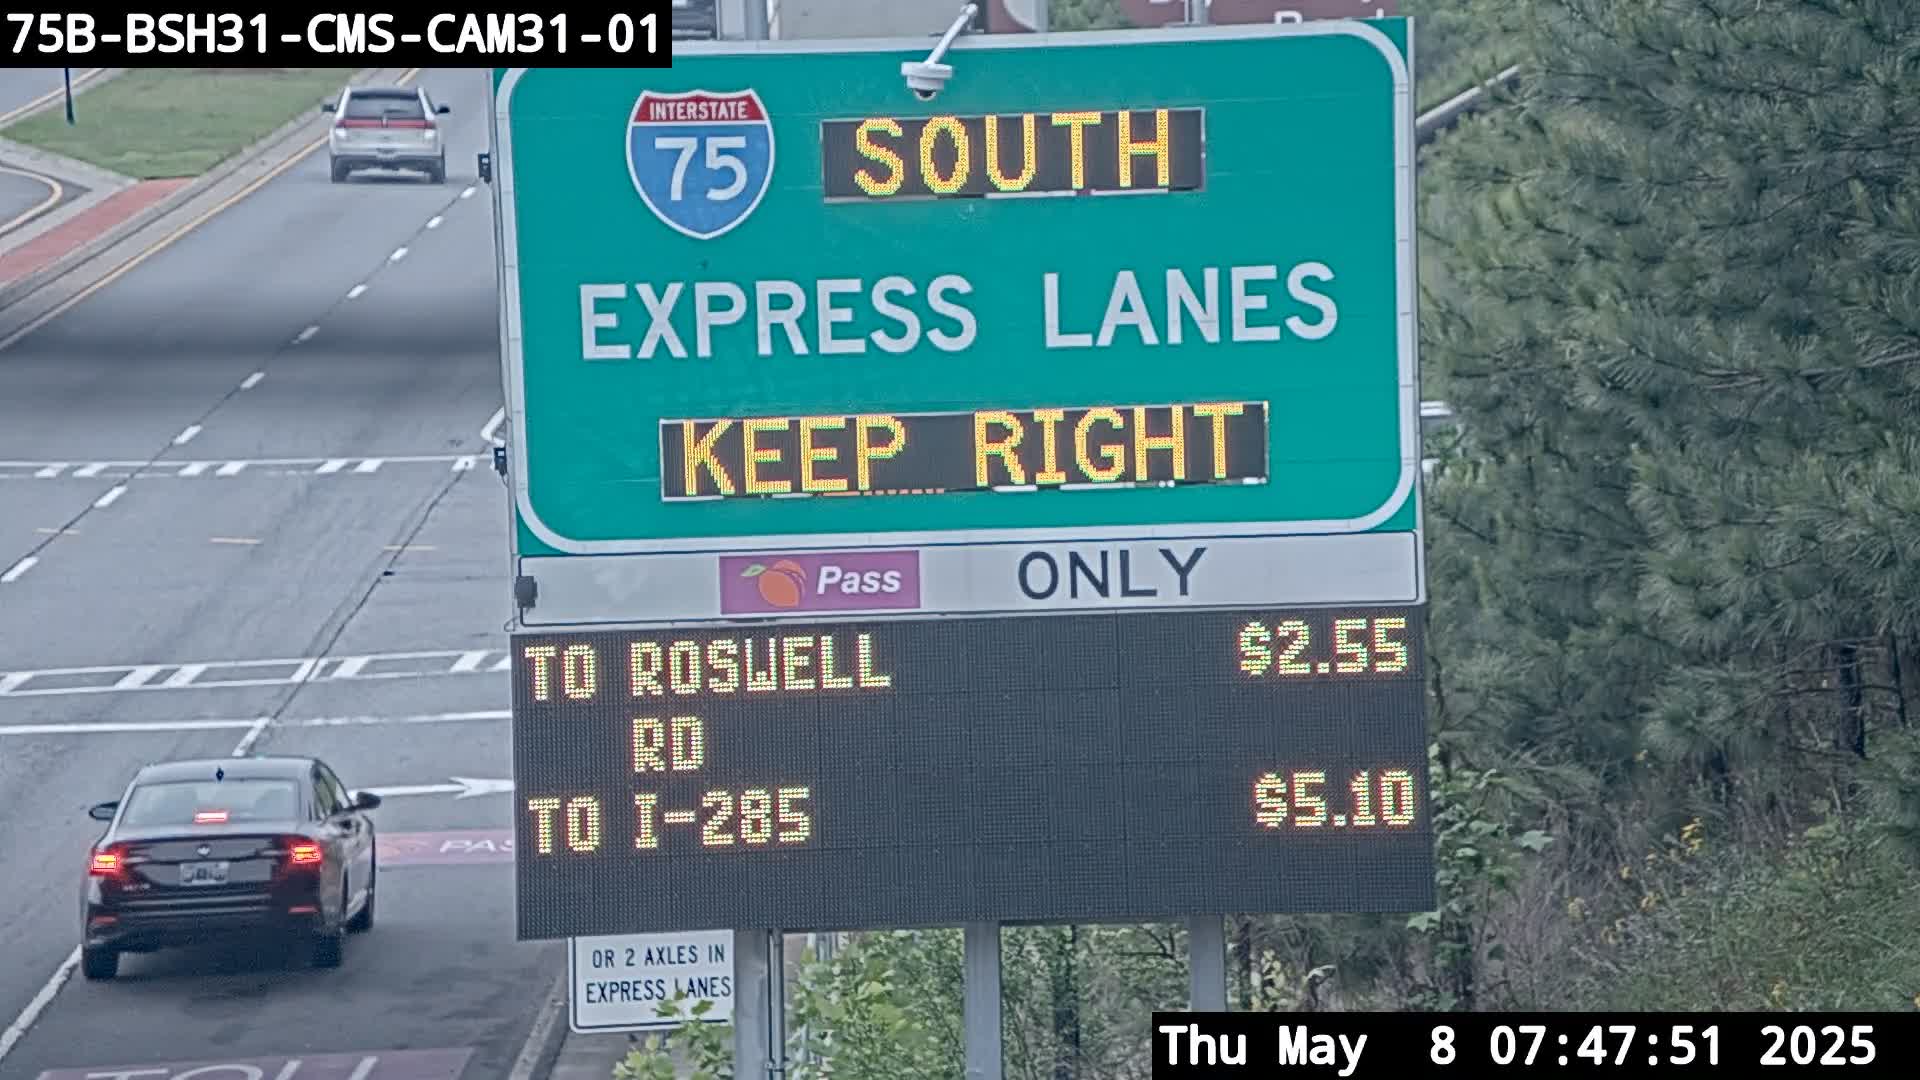 75B-BSH31-CMS-CAM31-01
INTERSTATE
75
SOUTH
EXPRESS LANES
KEEP RIGHT
Pass
ONLY
TO ROSWELL $2.55
RD
TO I-285 $5.10
OR 2 AXLES IN
EXPRESS LANES
TOLL
Thu May 8 07:47:51 2025